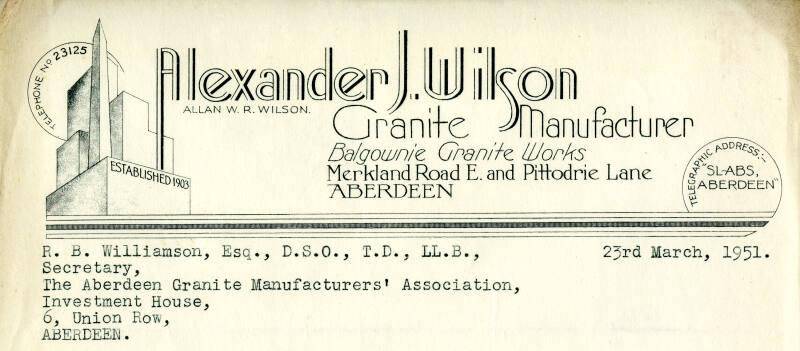 TELEPHONE No 23125
Alexander J. Wilson
ALLAN W. R. WILSON.
Granite Manufacturer
Balgownie Granite Works
Merkland Road E. and Pittodrie Lane
ABERDEEN
ESTABLISHED 1903
TELEGRAPHIC ADDRESS:-
"SLABS,
ABERDEEN"
R. B. Williamson, Esq., D.S.O., T.D., LL.B., 23rd March, 1951.
Secretary,
The Aberdeen Granite Manufacturers' Association,
Investment House,
6, Union Row,
ABERDEEN.